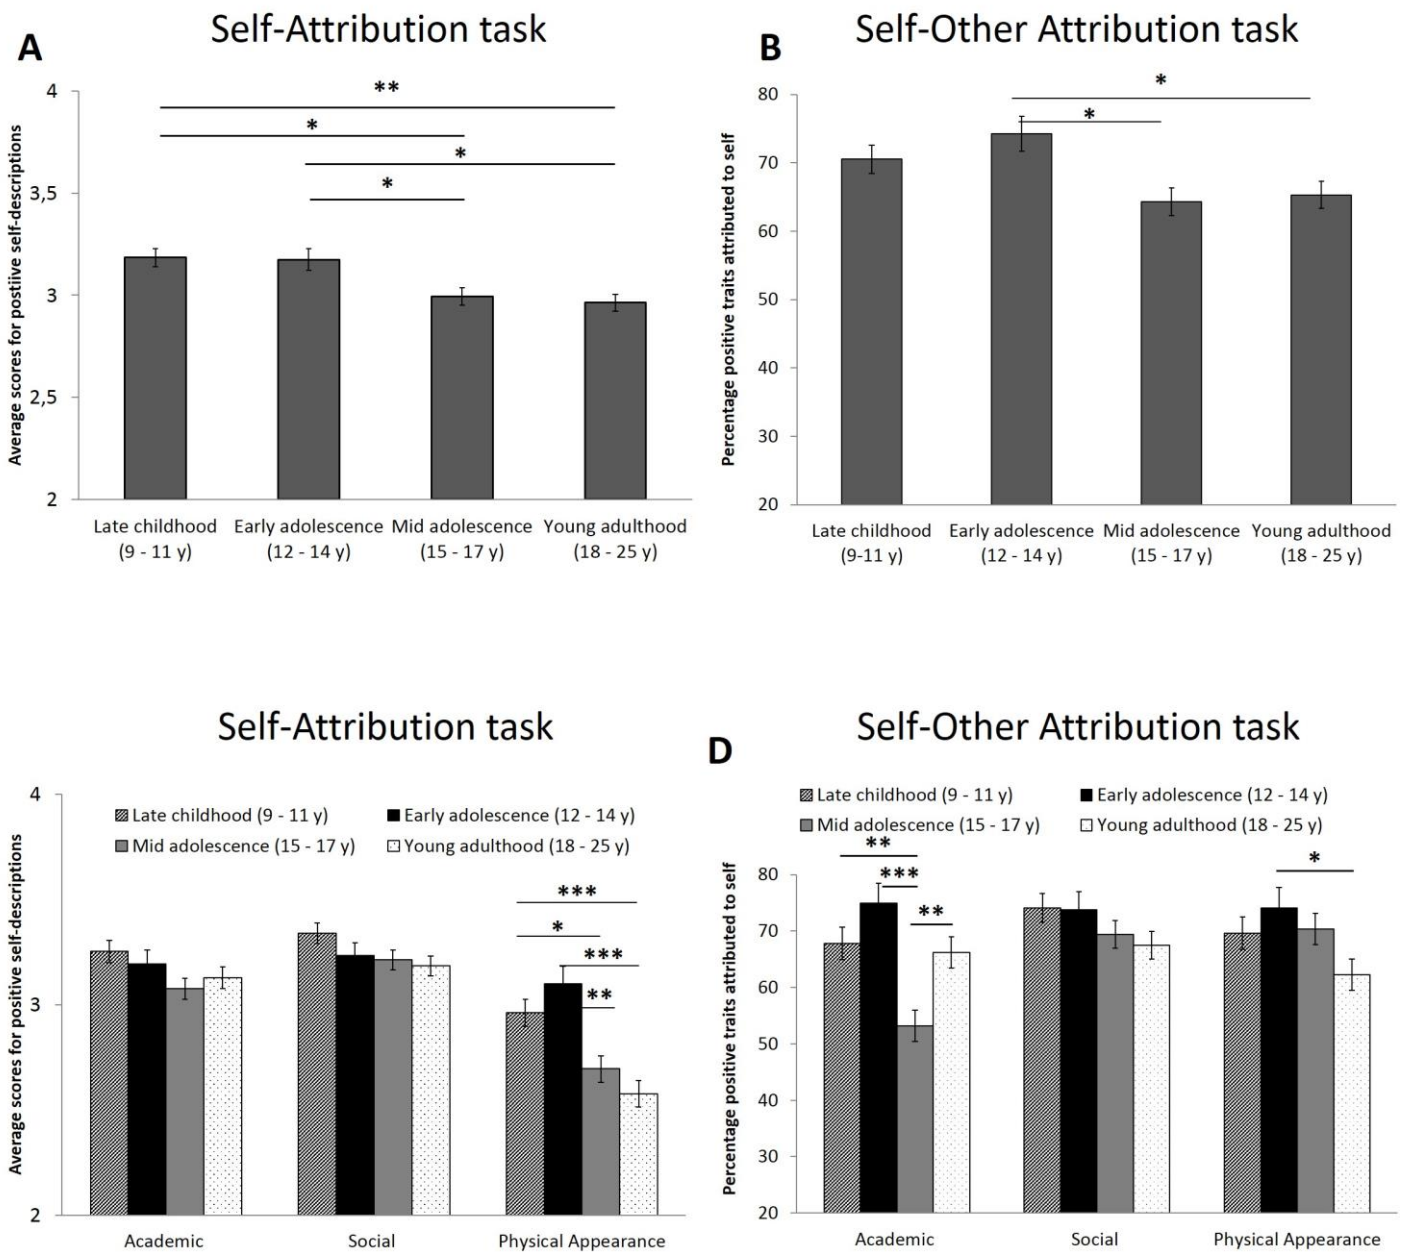 A
Self-Attribution task
Average scores for postiive self-descriptions
4
3,5
3
2,5
2
**
*
*
*
Late childhood
(9 - 11 y)
Early adolescence
(12 - 14 y)
Mid adolescence
(15 - 17 y)
Young adulthood
(18 - 25 y)
B
Self-Other Attribution task
Percentage positive traits attributed to self
80
70
60
50
40
30
20
*
*
Late childhood
(9-11 y)
Early adolescence
(12 - 14 y)
Mid adolescence
(15 - 17 y)
Young adulthood
(18 - 25 y)
Self-Attribution task
Average scores for positive self-descriptions
4
3
2
Late childhood (9 - 11 y)
Early adolescence (12 - 14 y)
Mid adolescence (15 - 17 y)
Young adulthood (18 - 25 y)
***
*
***
**
Academic
Social
Physical Appearance
D
Self-Other Attribution task
Percentage positive traits attributed to self
80
70
60
50
40
30
20
Late childhood (9 - 11 y)
Early adolescence (12 - 14 y)
Mid adolescence (15 - 17 y)
Young adulthood (18 - 25 y)
**
***
**
*
Academic
Social
Physical Appearance